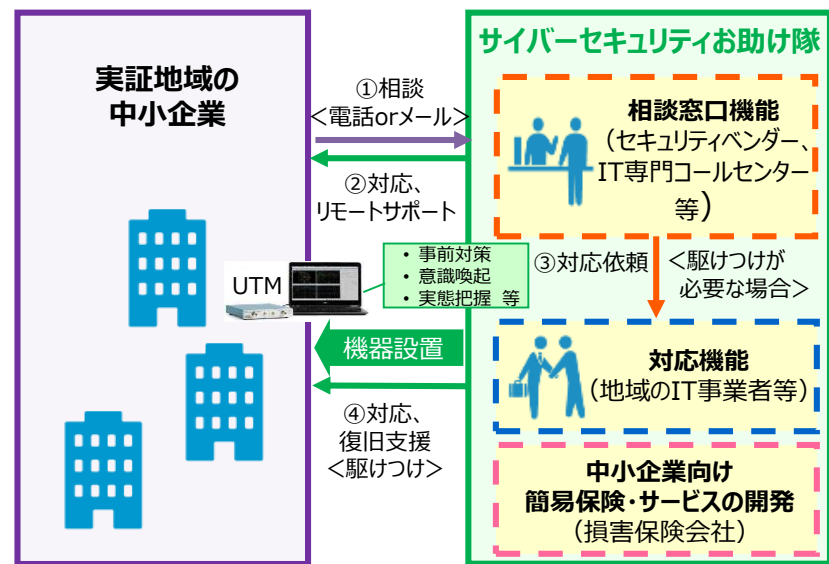 実証地域の
中小企業
①相談
＜電話orメール＞
②対応、
リモートサポート
UTM
• 事前対策
• 意識喚起
• 実態把握 等
機器設置
④対応、
復旧支援
＜駆けつけ＞
サイバーセキュリティお助け隊
相談窓口機能
（セキュリティベンダー、
IT専門コールセンター
等）
③対応依頼
＜駆けつけが
必要な場合＞
対応機能
（地域のIT事業者等）
中小企業向け
簡易保険・サービスの開発
（損害保険会社）